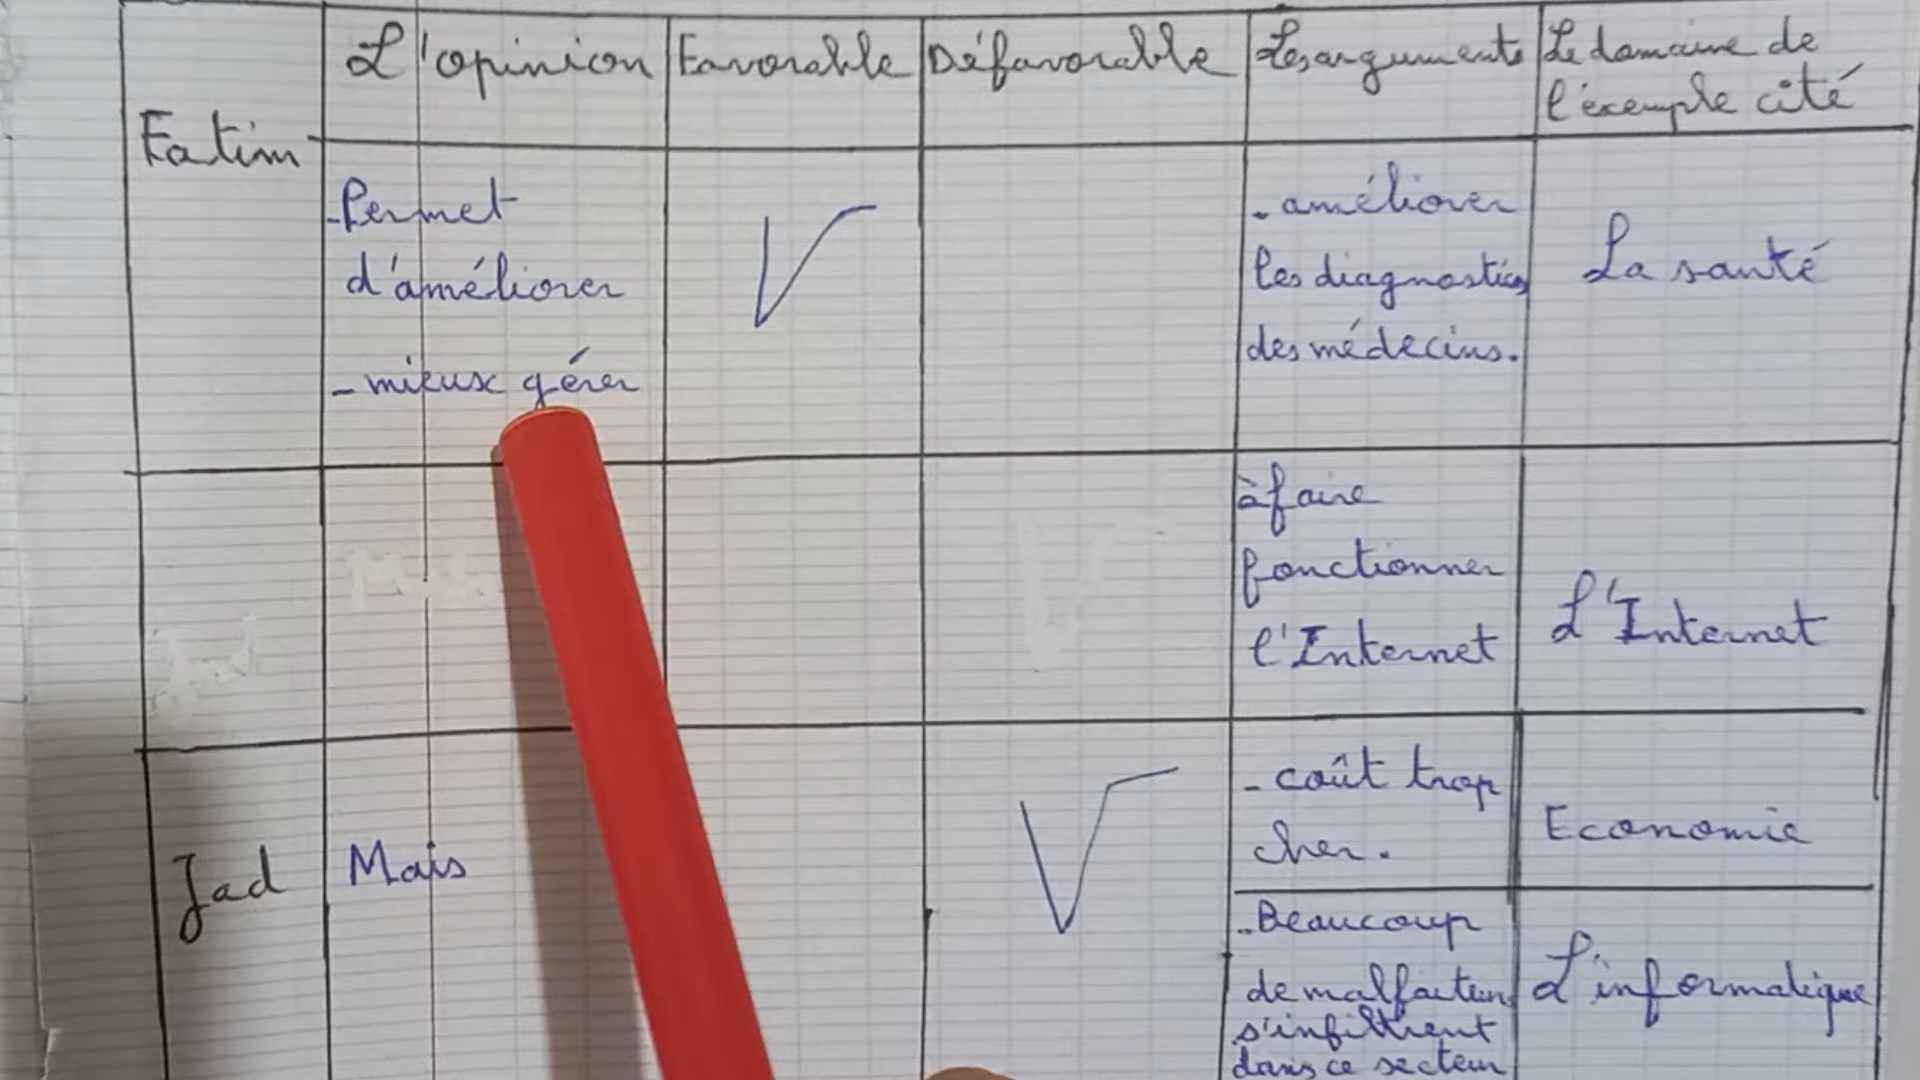 L'opinion
Favorable
Défavorable
Les arguments
Le domaine de
l'exemple cité
Fatim
- Permet
d'améliorer
- mieux gérer
- améliorer
les diagnostics
des médecins.
La santé
à faire
fonctionner
l'Internet
L'Internet
Jad
Mais
- coût trop
cher.
Economie
- Beaucoup
de malfaiteurs
s'infiltrent
dans ce secteur
L'informatique